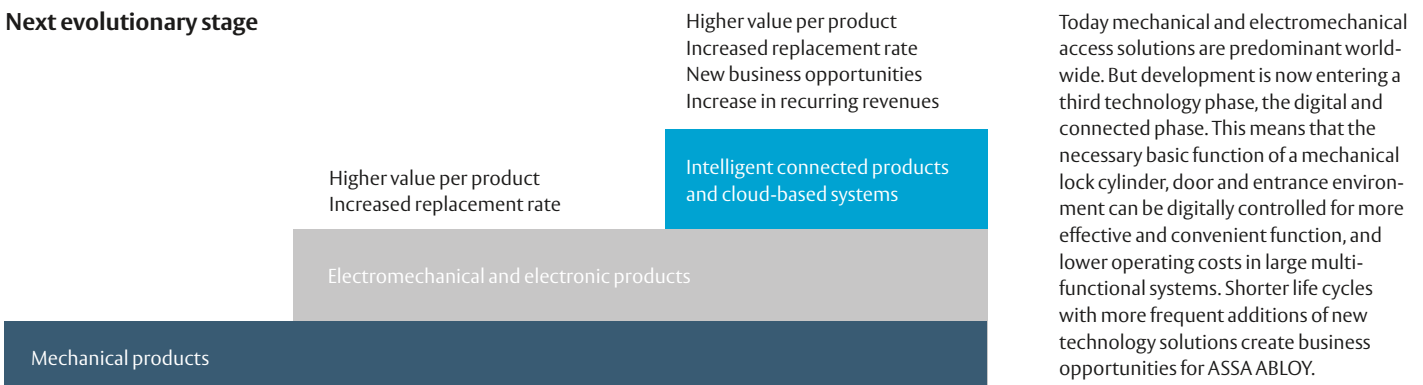 Next evolutionary stage
Higher value per product
Increased replacement rate
New business opportunities
Increase in recurring revenues
Intelligent connected products
and cloud-based systems
Higher value per product
Increased replacement rate
Electromechanical and electronic products
Mechanical products
Today mechanical and electromechanical
access solutions are predominant world-
wide. But development is now entering a
third technology phase, the digital and
connected phase. This means that the
necessary basic function of a mechanical
lock cylinder, door and entrance environ-
ment can be digitally controlled for more
effective and convenient function, and
lower operating costs in large multi-
functional systems. Shorter life cycles
with more frequent additions of new
technology solutions create business
opportunities for ASSA ABLOY.